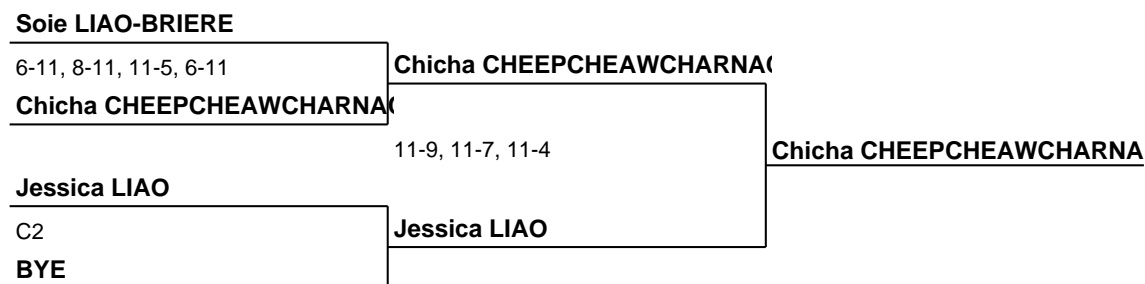 Soie LIAO-BRIERE
6-11, 8-11, 11-5, 6-11
Chicha CHEEPCHEAWCHARNA
Chicha CHEEPCHEAWCHARNA
11-9, 11-7, 11-4
Chicha CHEEPCHEAWCHARNA
Jessica LIAO
C2
BYE
Jessica LIAO